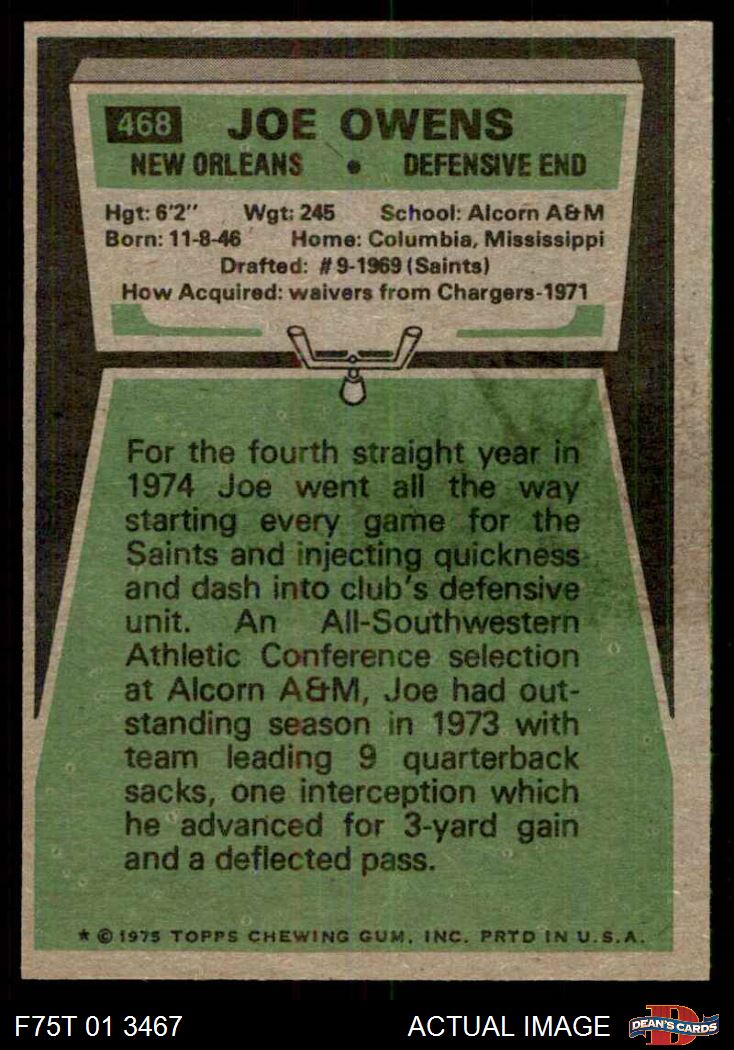 468 JOE OWENS
NEW ORLEANS • DEFENSIVE END
Hgt: 6'2" Wgt: 245 School: Alcorn A&M
Born: 11-8-46 Home: Columbia, Mississippi
Drafted: #9-1969 (Saints)
How Acquired: waivers from Chargers-1971
For the fourth straight year in
1974 Joe went all the way
starting every game for the
Saints and injecting quickness
and dash into club's defensive
unit. An All-Southwestern
Athletic Conference selection
at Alcorn A&M, Joe had out-
standing season in 1973 with
team leading 9 quarterback
sacks, one interception which
he advanced for 3-yard gain
and a deflected pass.
* © 1975 TOPPS CHEWING GUM, INC. PRTD IN U.S.A.
F75T 01 3467 ACTUAL IMAGE D DEAN'S CARDS